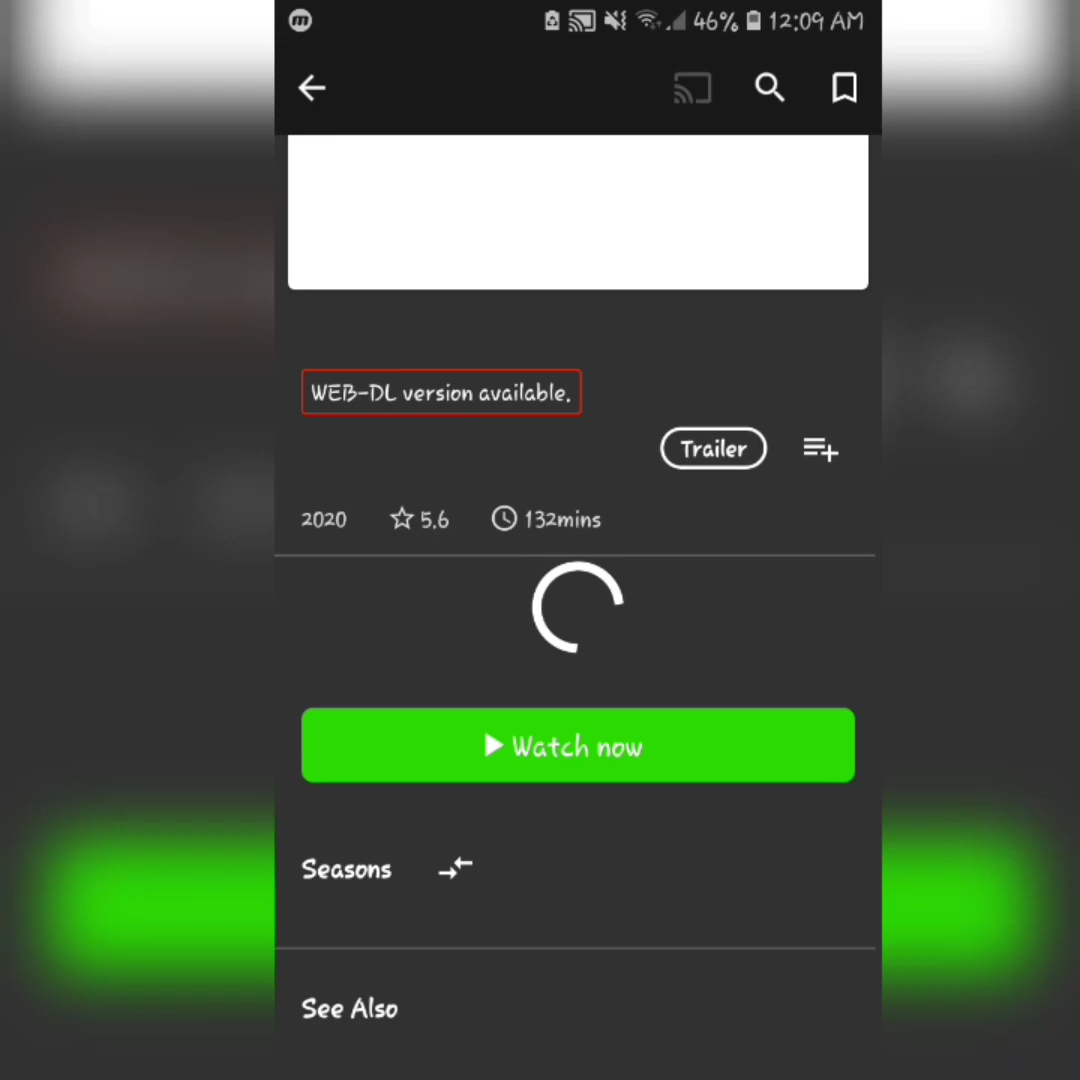 46% 12:09 AM
WEB-DL version available.
Trailer
2020 5.6 132mins
Watch now
Seasons
See Also